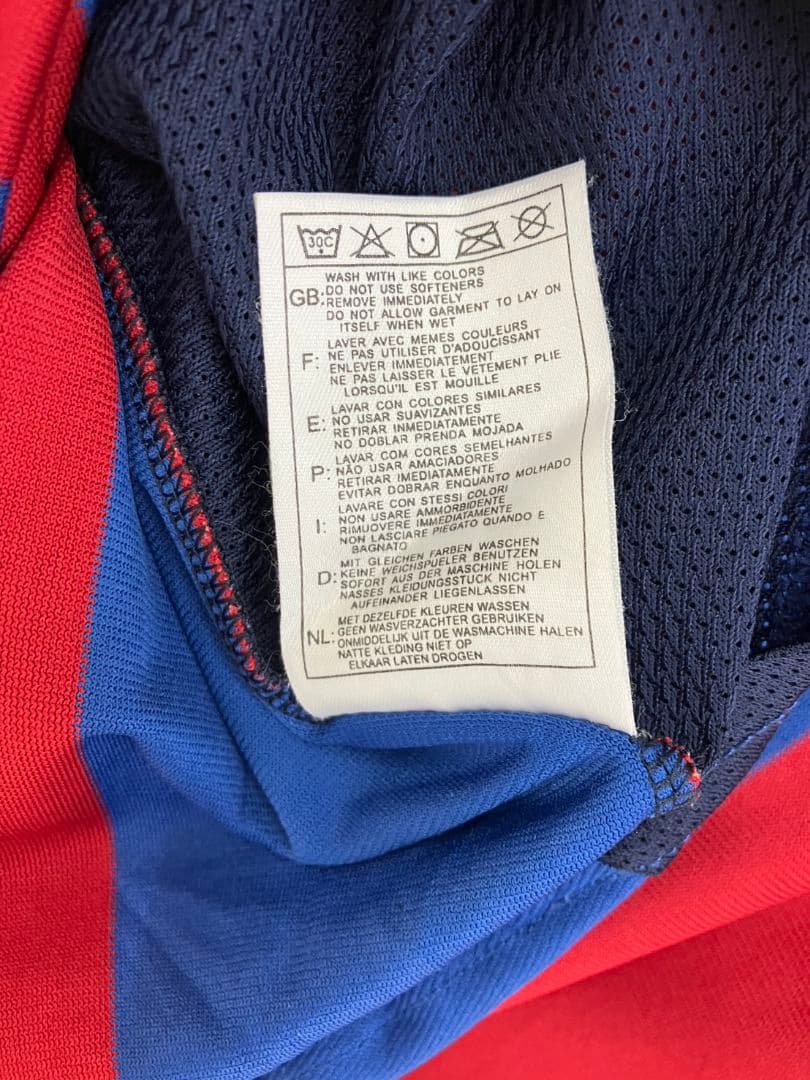 30C
WASH WITH LIKE COLORS
GB: DO NOT USE SOFTENERS
REMOVE IMMEDIATELY
DO NOT ALLOW GARMENT TO LAY ON
ITSELF WHEN WET
LAVER AVEC MEMES COULEURS
F: NE PAS UTILISER D'ADOUCISSANT
ENLEVER IMMEDIATEMENT
NE PAS LAISSER LE VETEMENT PLIE
LORSQU'IL EST MOUILLE
LAVAR CON COLORES SIMILARES
E: NO USAR SUAVIZANTES
RETIRAR INMEDIATAMENTE
NO DOBLAR PRENDA MOJADA
LAVAR COM CORES SEMELHANTES
P: NÃO USAR AMACIADORES
RETIRAR IMEDIATAMENTE
EVITAR DOBRAR ENQUANTO MOLHADO
LAVARE CON STESSI COLORI
I: NON USARE AMMORBIDENTE
RIMUOVERE IMMEDIATAMENTE
NON LASCIARE PIEGATO QUANDO E
BAGNATO
MIT GLEICHEN FARBEN WASCHEN
D: KEINE WEICHSPUELER BENUTZEN
SOFORT AUS DER MASCHINE HOLEN
NASSES KLEIDUNGSSTUCK NICHT
AUFEINANDER LIEGENLASSEN
MET DEZELFDE KLEUREN WASSEN
NL: GEEN WASVERZACHTER GEBRUIKEN
ONMIDDELIJK UIT DE WASMACHINE HALEN
NATTE KLEDING NIET OP
ELKAAR LATEN DROGEN